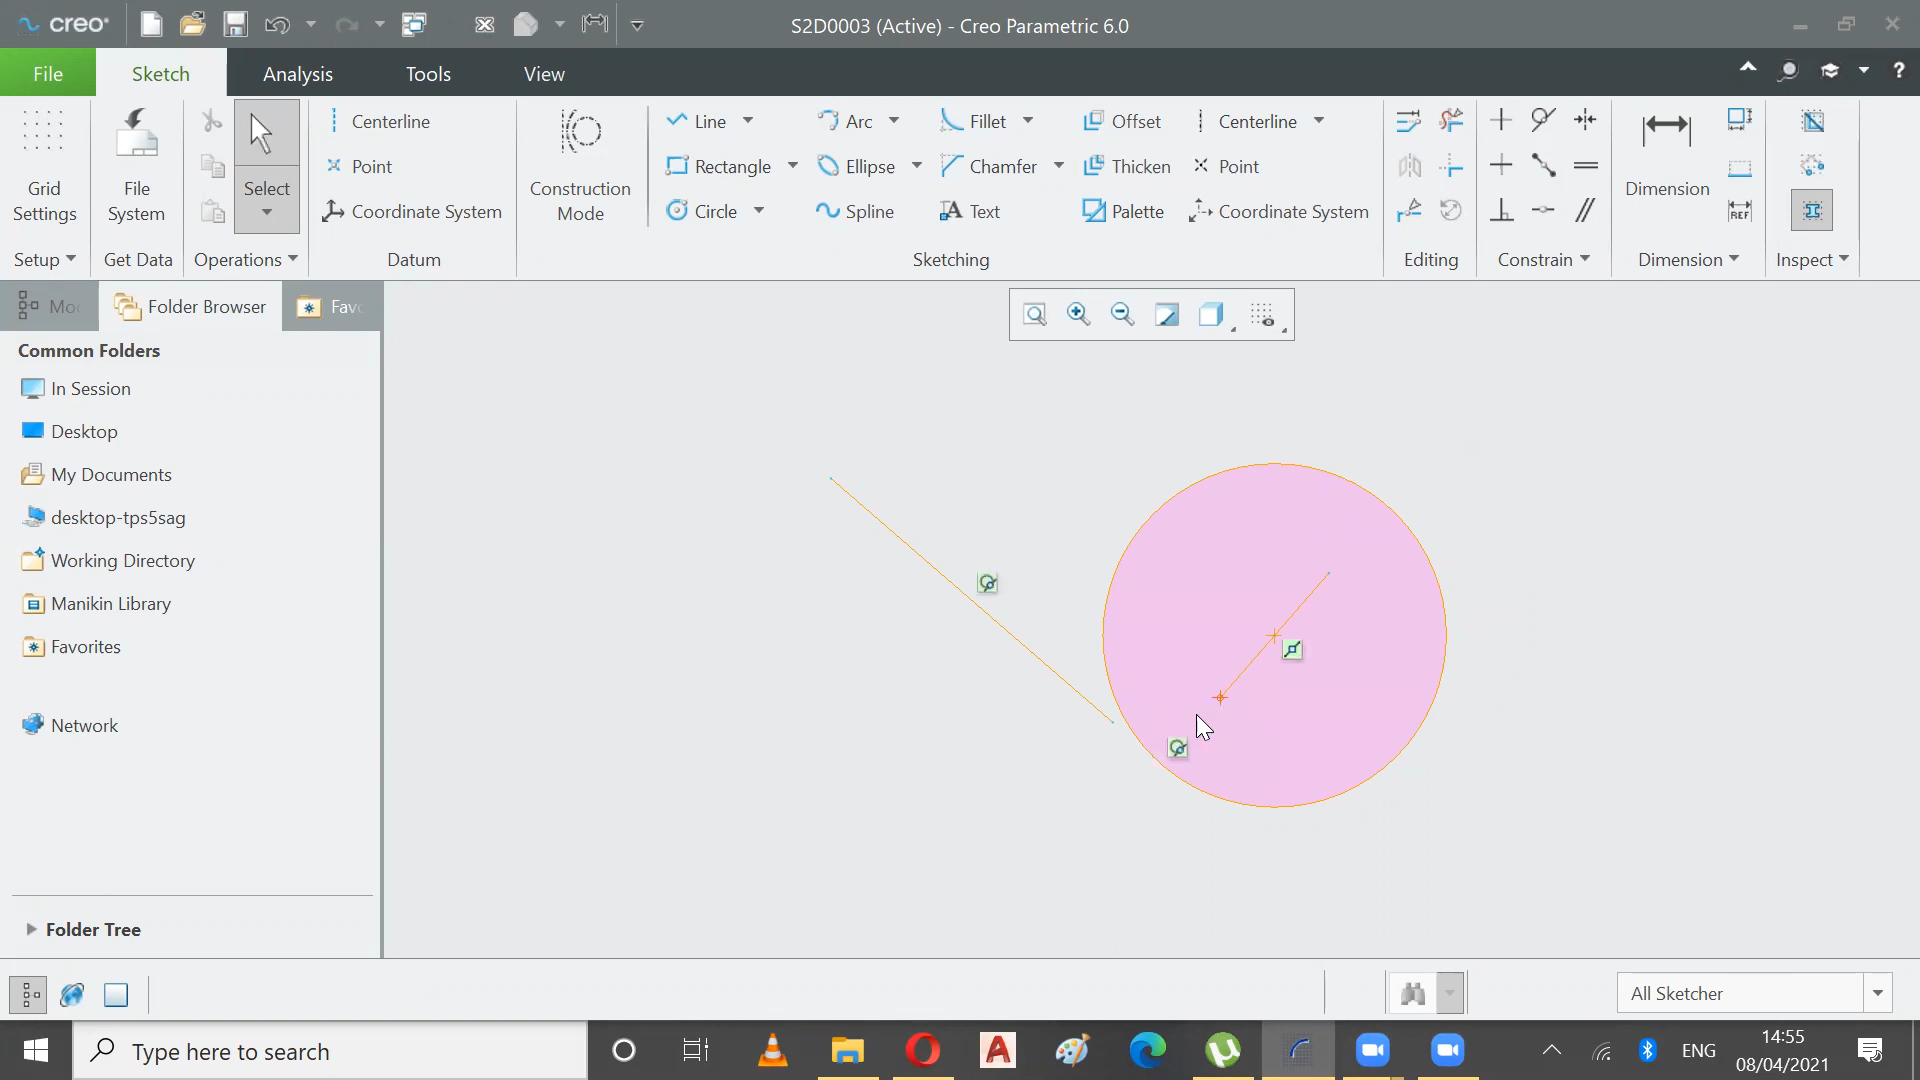 creo
S2D0003 (Active) - Creo Parametric 6.0
File Sketch Analysis Tools View
Grid Settings
File System
Select
Centerline
Point
Coordinate System
Construction Mode
Line Arc Fillet Offset Centerline
Rectangle Ellipse Chamfer Thicken Point
Circle Spline Text Palette Coordinate System
Dimension
REF
Setup Get Data Operations Datum Sketching Editing Constrain Dimension Inspect
Mo Folder Browser Favo
Common Folders
In Session
Desktop
My Documents
desktop-tps5sag
Working Directory
Manikin Library
Favorites
Network
Folder Tree
All Sketcher
Type here to search
ENG
14:55
08/04/2021